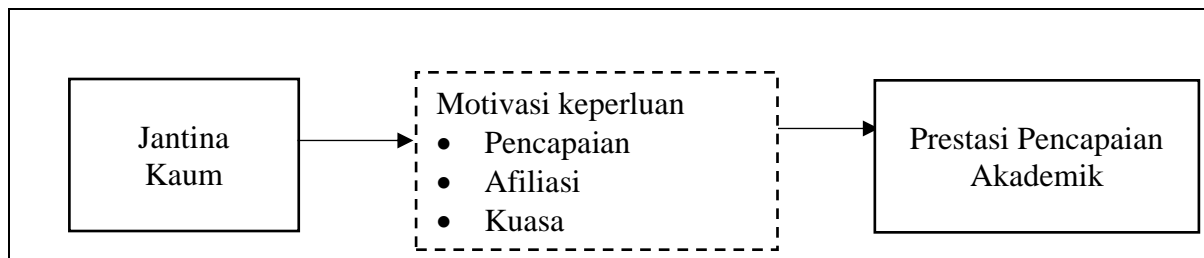 Jantina
Kaum
Motivasi keperluan
• Pencapaian
• Afiliasi
• Kuasa
Prestasi Pencapaian
Akademik